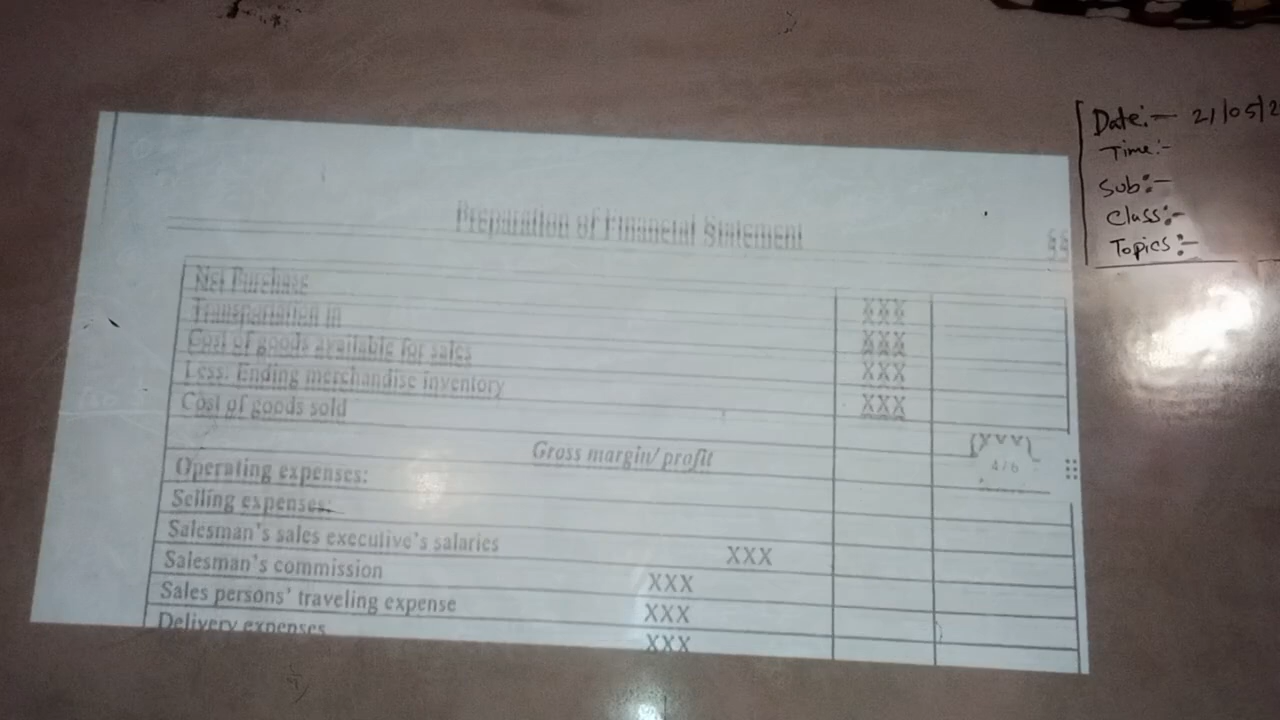 Date:- 21/05/2
Time:-
Sub:-
Class:-
Topics:-
Preparation of Financial Statement
Net Purchase XXX
Transportation in XXX
Cost of goods available for sales XXX
Less: Ending merchandise inventory XXX
Cost of goods sold
Gross margin/ profit
4/6
Operating expenses:
Selling expenses:
Salesman's sales executive's salaries XXX
Salesman's commission XXX
Sales persons' traveling expense XXX
Delivery expenses XXX